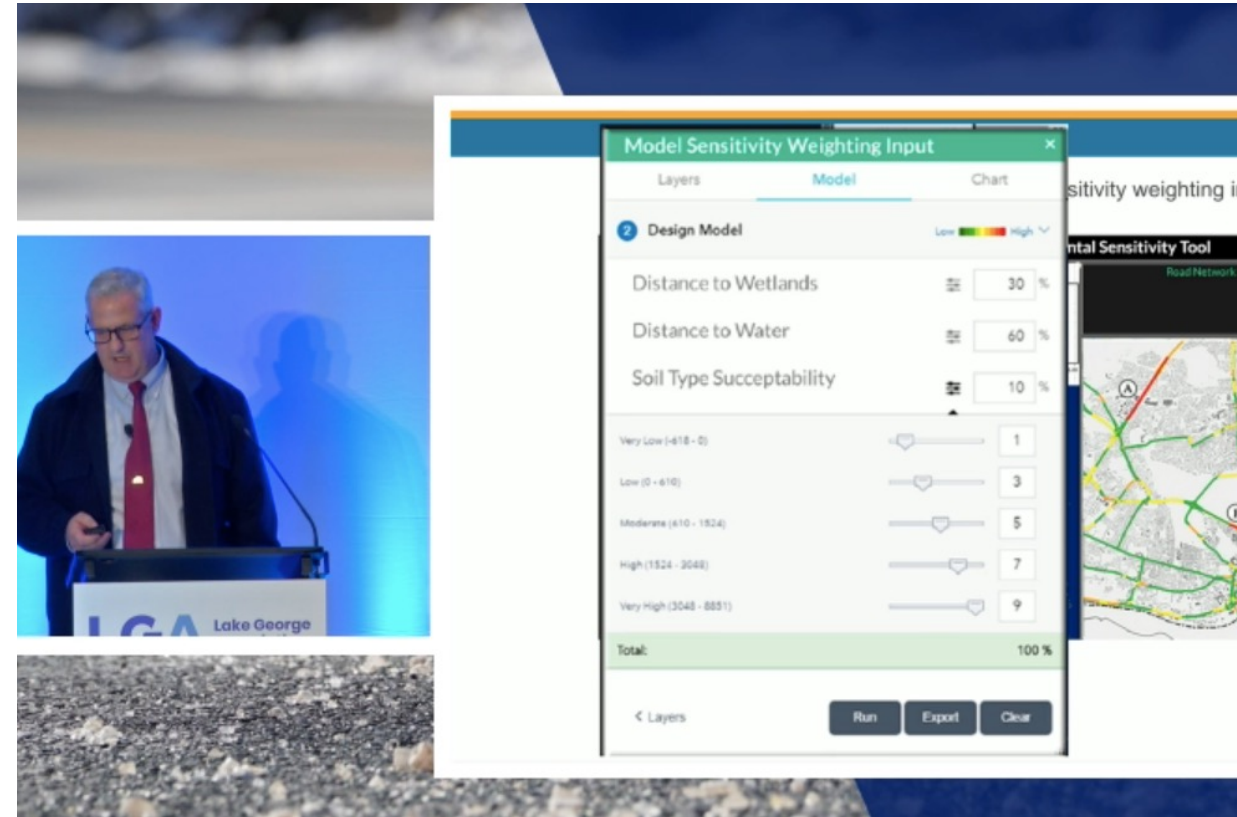 Model Sensitivity Weighting Input ×
Layers Model Chart
2 Design Model Low High
Distance to Wetlands 30 %
Distance to Water 60 %
Soil Type Succeptability 10 %
Very Low (-618 - 0) 1
Low (0 - 610) 3
Moderate (610 - 1524) 5
High (1524 - 3048) 7
Very High (3048 - 8851) 9
Total: 100 %
< Layers Run Export Clear
sitivity weighting i
ntal Sensitivity Tool
Road Network
A
LGA Lake George